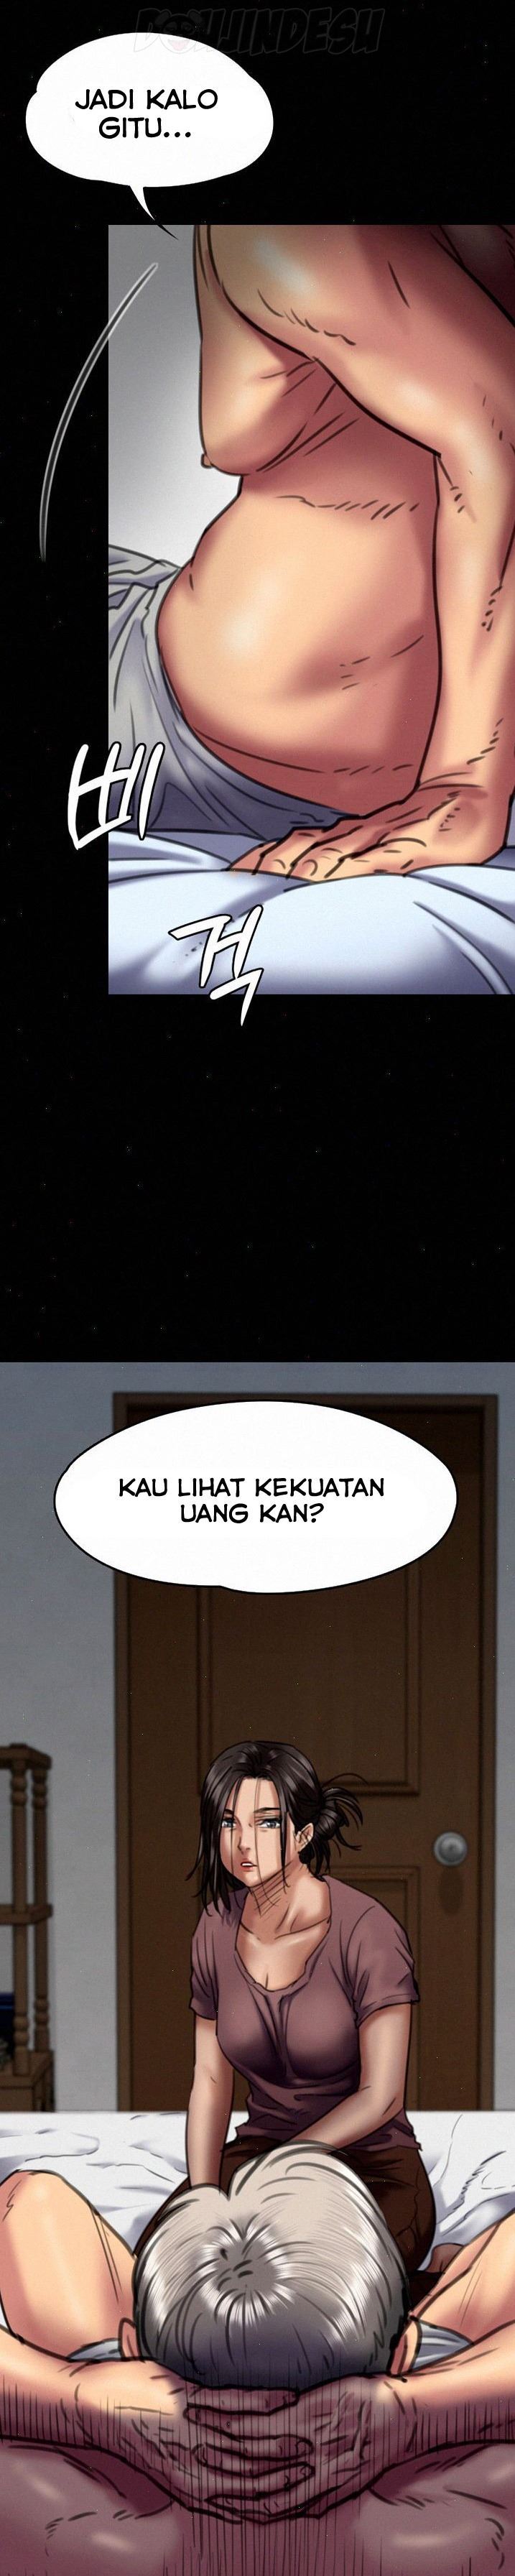 DOUJINDESU
JADI KALO
GITU...
삐
걱
KAU LIHAT KEKUATAN
UANG KAN?